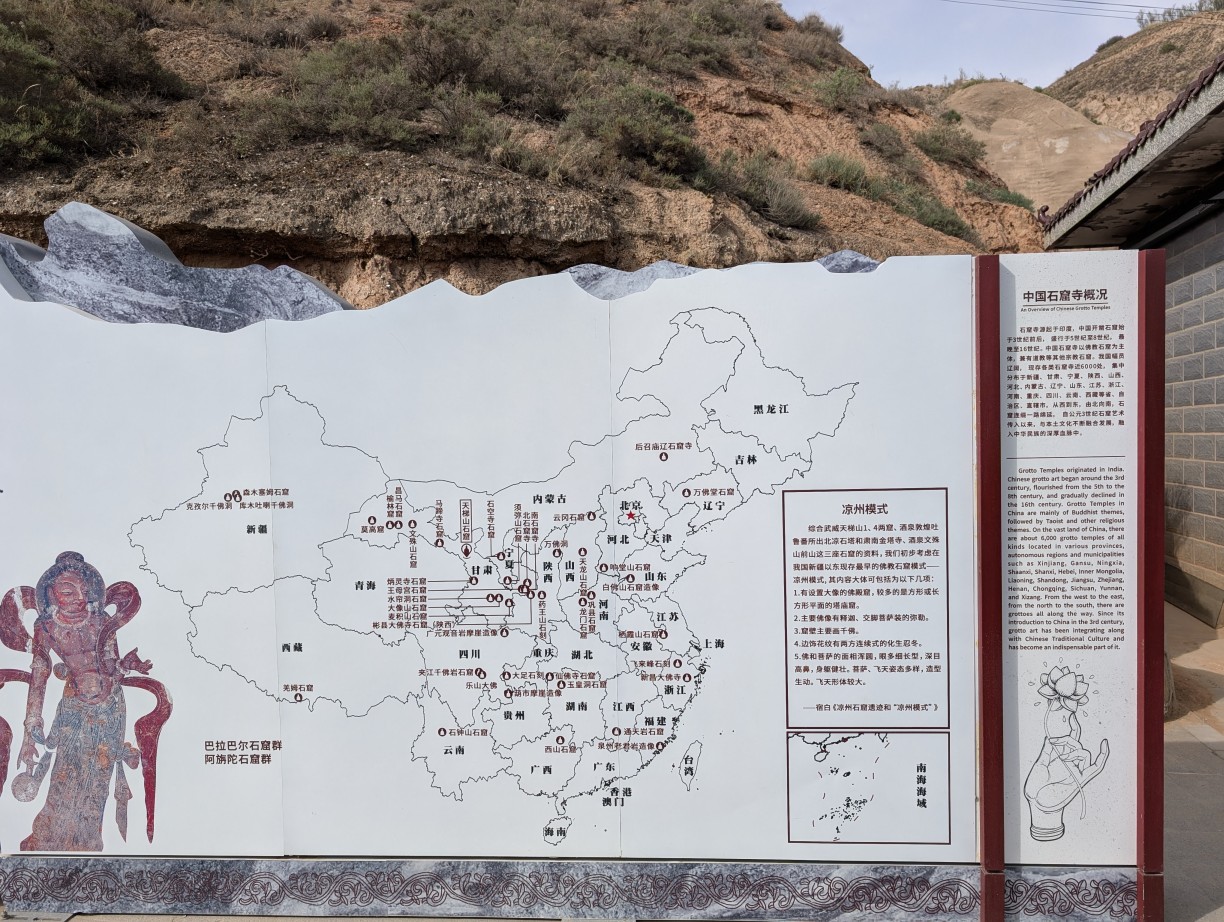 中国石窟寺概况
An Overview of Chinese Grotto Temples
石窟寺源起于印度，中国开凿石窟始
于3世纪前后，盛行于5世纪至8世纪，最
晚至16世纪。中国石窟寺以佛教石窟为主
体，兼有道教等其他宗教石窟。我国幅员
辽阔，现存各类石窟寺近6000处，集中
分布于新疆、甘肃、宁夏、陕西、山西、
河北、内蒙古、辽宁、山东、江苏、浙江、
河南、重庆、四川、云南、西藏等省、自
治区、直辖市，从西到东，由北向南，石
窟连缀一路绵延。自公元3世纪石窟艺术
传入以来，与本土文化不断融合发展，融
入中华民族的深厚血脉中。
Grotto Temples originated in India.
Chinese grotto art began around the 3rd
century, flourished from the 5th to the
8th century, and gradually declined in
the 16th century. Grotto Temples in
China are mainly of Buddhist themes,
followed by Taoist and other religious
themes. On the vast land of China, there
are about 6,000 grotto temples of all
kinds located in various provinces,
autonomous regions and municipalities
such as Xinjiang, Gansu, Ningxia,
Shaanxi, Shanxi, Hebei, Inner Mongolia,
Liaoning, Shandong, Jiangsu, Zhejiang,
Henan, Chongqing, Sichuan, Yunnan,
and Xizang. From the west to the east,
from the north to the south, there are
grottoes all along the way. Since its
introduction to China in the 3rd century,
grotto art has been integrating along
with Chinese Traditional Culture and
has become an indispensable part of it.
凉州模式
综合武威天梯山1、4两窟、酒泉敦煌吐
鲁番所出北凉石塔和肃南金塔寺、酒泉文殊
山前山这三座石窟的资料，我们初步考虑在
我国新疆以东现存最早的佛教石窟模式——
凉州模式，其内容大体可包括为以下几项：
1.有设置大像的佛殿窟，较多的是方形或长
方形平面的塔庙窟。
2.主要佛像有释迦、交脚菩萨装的弥勒。
3.窟壁主要画千佛。
4.边饰花纹有两方连续式的化生忍冬。
5.佛和菩萨的面相浑圆，眼多细长型，深目
高鼻，身躯健壮。菩萨、飞天姿态多样，造型
生动。飞天形体较大。
——宿白《凉州石窟遗迹和“凉州模式”》
南海海域
黑龙江
吉林
辽宁
内蒙古
北京
天津
河北
山东
山西
陕西
宁夏
甘肃
青海
新疆
西藏
四川
重庆
湖北
河南
江苏
安徽
上海
浙江
江西
湖南
贵州
云南
广西
广东
福建
台湾
香港
澳门
海南
后召庙辽石窟寺
万佛堂石窟
云冈石窟
森木塞姆石窟
克孜尔千佛洞
库木吐喇千佛洞
莫高窟
榆林窟
昌马石窟
文殊山石窟
马蹄寺石窟
天梯山石窟
石空寺石窟
须弥山石窟
北石窟寺
南石窟寺
万佛洞
天龙山石窟
响堂山石窟
白佛山石窟造像
炳灵寺石窟
王母宫石窟
水帘洞石窟
大像山石窟
麦积山石窟
彬县大佛寺石窟（陕西）
广元观音岩摩崖造像
药王山石刻
龙门石窟
巩县石窟
栖霞山石窟
飞来峰石刻
新昌大佛寺
夹江千佛岩石窟
乐山大佛
大足石刻
仙佛寺石窟
玉皇洞石窟
葫市摩崖造像
羌姆石窟
石钟山石窟
西山石窟
通天岩石窟
泉州老君岩造像
巴拉巴尔石窟群
阿旃陀石窟群